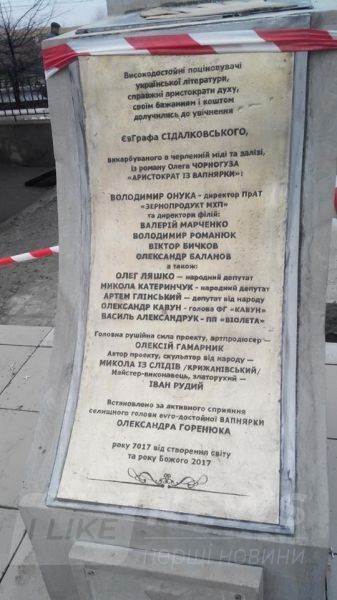 Високодостойні поціновувачі
української літератури,
справжні аристократи духу,
своїм бажанням і коштом
долучились до увічнення
ЄвГрафа СІДАЛКОВСЬКОГО,
викарбуваного в червленній міді та залізі,
із роману Олега ЧОРНОГУЗА
«АРИСТОКРАТ ІЗ ВАПНЯРКИ»:
ВОЛОДИМИР ОНУКА - директор ПрАТ
«ЗЕРНОПРОДУКТ МХП»
та директори філій:
ВАЛЕРІЙ МАРЧЕНКО
ВОЛОДИМИР РОМАНЮК
ВІКТОР БИЧКОВ
ОЛЕКСАНДР БАЛАНОВ
а також:
ОЛЕГ ЛЯШКО — народний депутат
МИКОЛА КАТЕРИНЧУК - народний депутат
АРТЕМ ГЛІНСЬКИЙ — депутат від народу
ОЛЕКСАНДР КАВУН - голова ФГ «КАВУН»
ВАСИЛЬ АЛЕКСАНДРУК - ПП «ВІОЛЕТА»
Головна рушійна сила проекту, артпродюсер —
ОЛЕКСІЙ ГАМАРНИК
Автор проекту, скульптор від народу —
МИКОЛА ІЗ СЛІДІВ /КРИЖАНІВСЬКИЙ/
Майстер-виконавець, златорукий —
ІВАН РУДИЙ
Встановлено за активного сприяння
селищного голови евго-достойної ВАПНЯРКИ
ОЛЕКСАНДРА ГОРЕНЮКА
року 7017 від створення світу
та року Божого 2017
I LIKE NEWS
перші новини